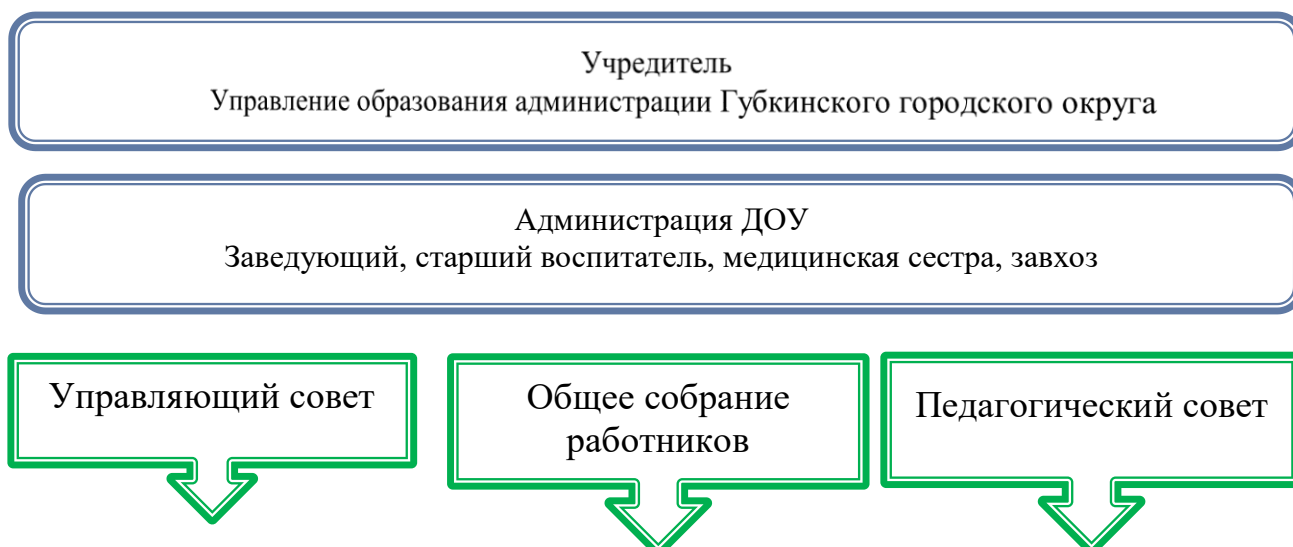 Учредитель
Управление образования администрации Губкинского городского округа
Администрация ДОУ
Заведующий, старший воспитатель, медицинская сестра, завхоз
Управляющий совет
Общее собрание
работников
Педагогический совет